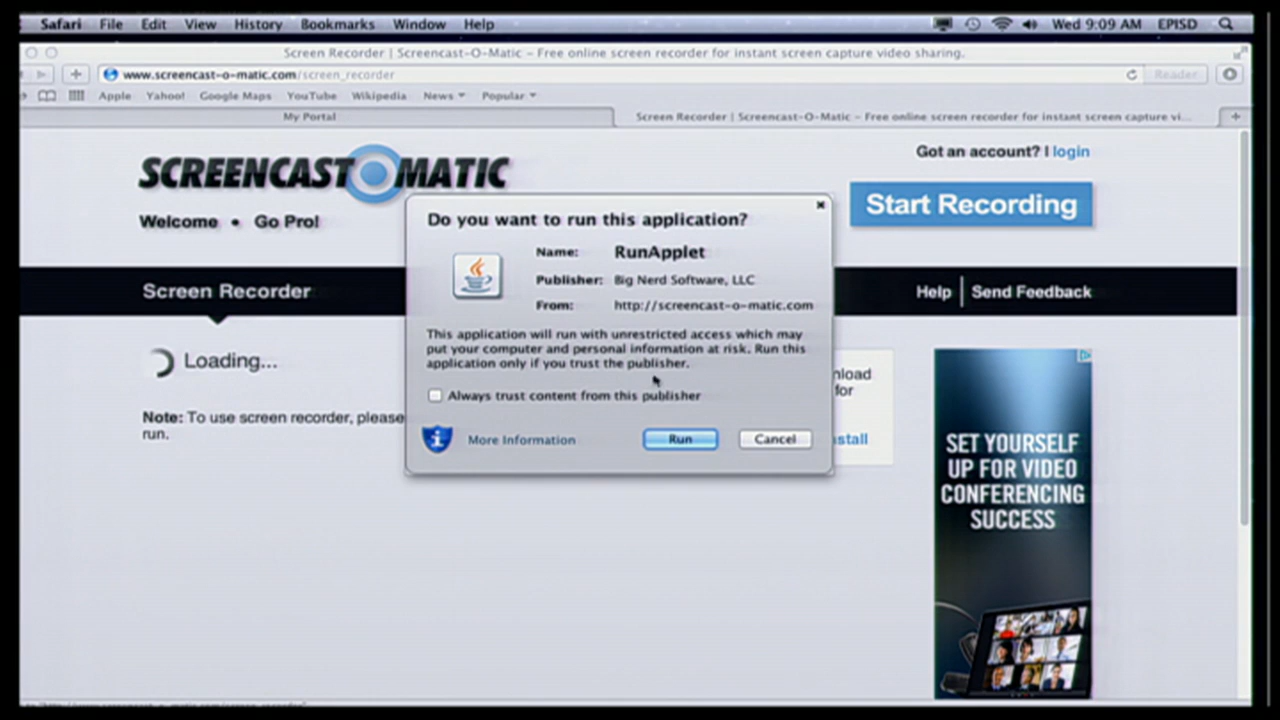 Safari File Edit View History Bookmarks Window Help Wed 9:09 AM EPISD
Screen Recorder | Screencast-O-Matic – Free online screen recorder for instant screen capture video sharing.
www.screencast-o-matic.com/screen_recorder Reader
Apple Yahoo! Google Maps YouTube Wikipedia News Popular
My Portal Screen Recorder | Screencast-O-Matic – Free online screen recorder for instant screen capture vi...
Got an account? | login
SCREENCAST O MATIC
Start Recording
Welcome • Go Pro!
Do you want to run this application?
Name: RunApplet
Publisher: Big Nerd Software, LLC
From: http://screencast-o-matic.com
This application will run with unrestricted access which may
put your computer and personal information at risk. Run this
application only if you trust the publisher.
Always trust content from this publisher
More Information Run Cancel
Screen Recorder
Help | Send Feedback
Loading...
Note: To use screen recorder, please
run.
nload
for
stall
SET YOURSELF
UP FOR VIDEO
CONFERENCING
SUCCESS